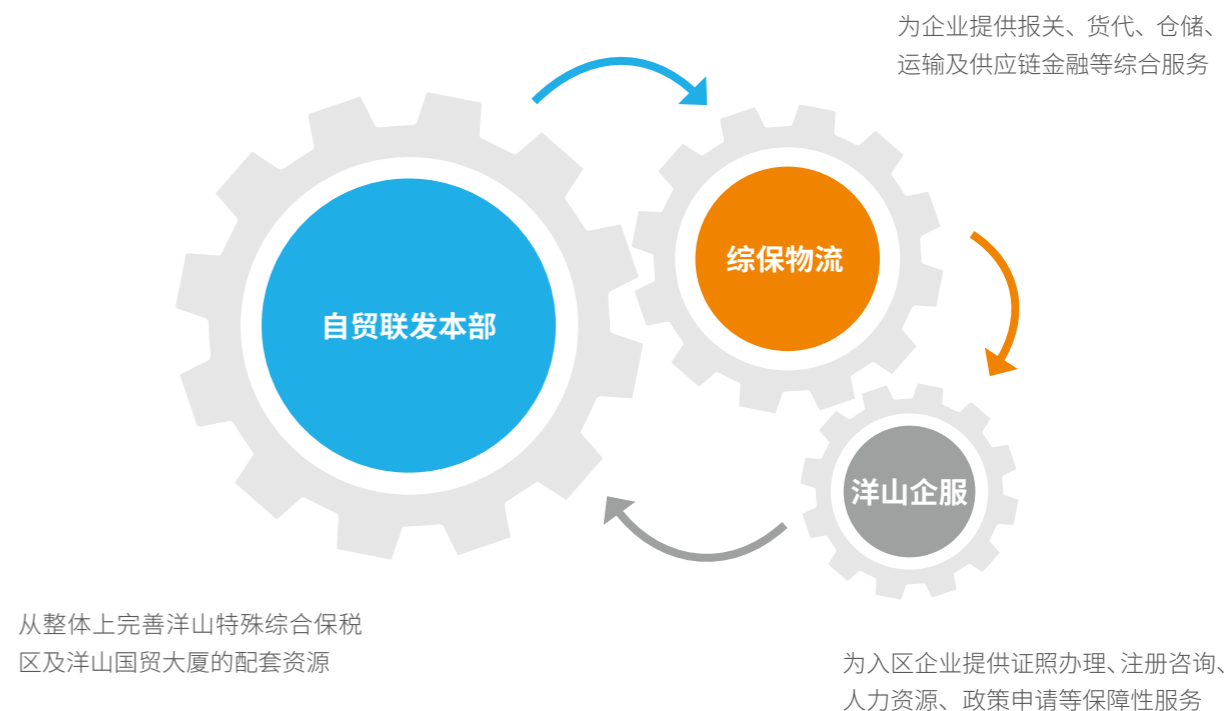 为企业提供报关、货代、仓储、
运输及供应链金融等综合服务
综保物流
自贸联发本部
洋山企服
从整体上完善洋山特殊综合保税
区及洋山国贸大厦的配套资源
为入区企业提供证照办理、注册咨询、
人力资源、政策申请等保障性服务